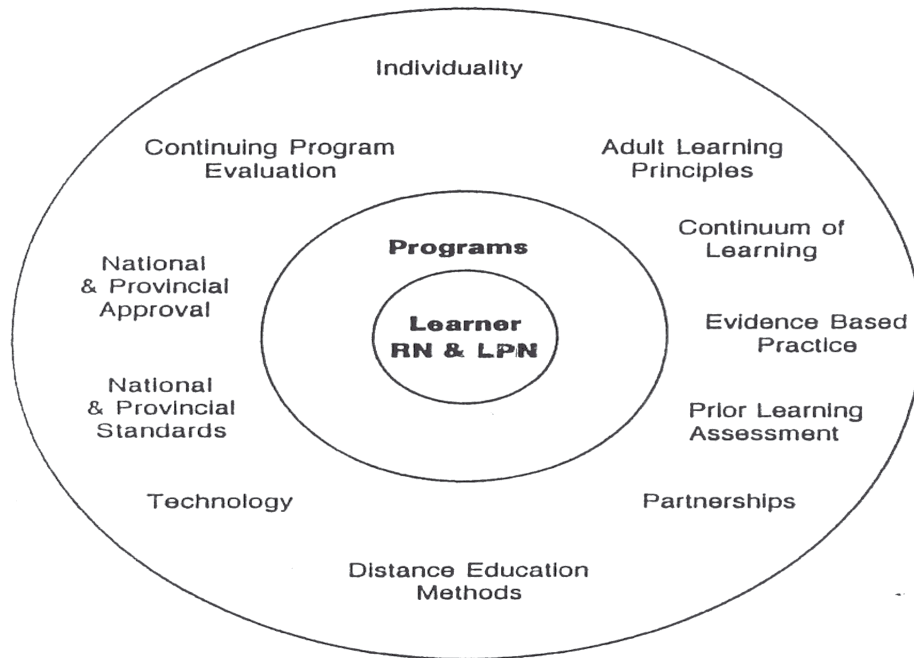 Individuality
Continuing Program
Evaluation
Adult Learning
Principles
Continuum of
Learning
Programs
National
& Provincial
Approval
Learner
RN & LPN
Evidence Based
Practice
National
& Provincial
Standards
Prior Learning
Assessment
Technology
Partnerships
Distance Education
Methods